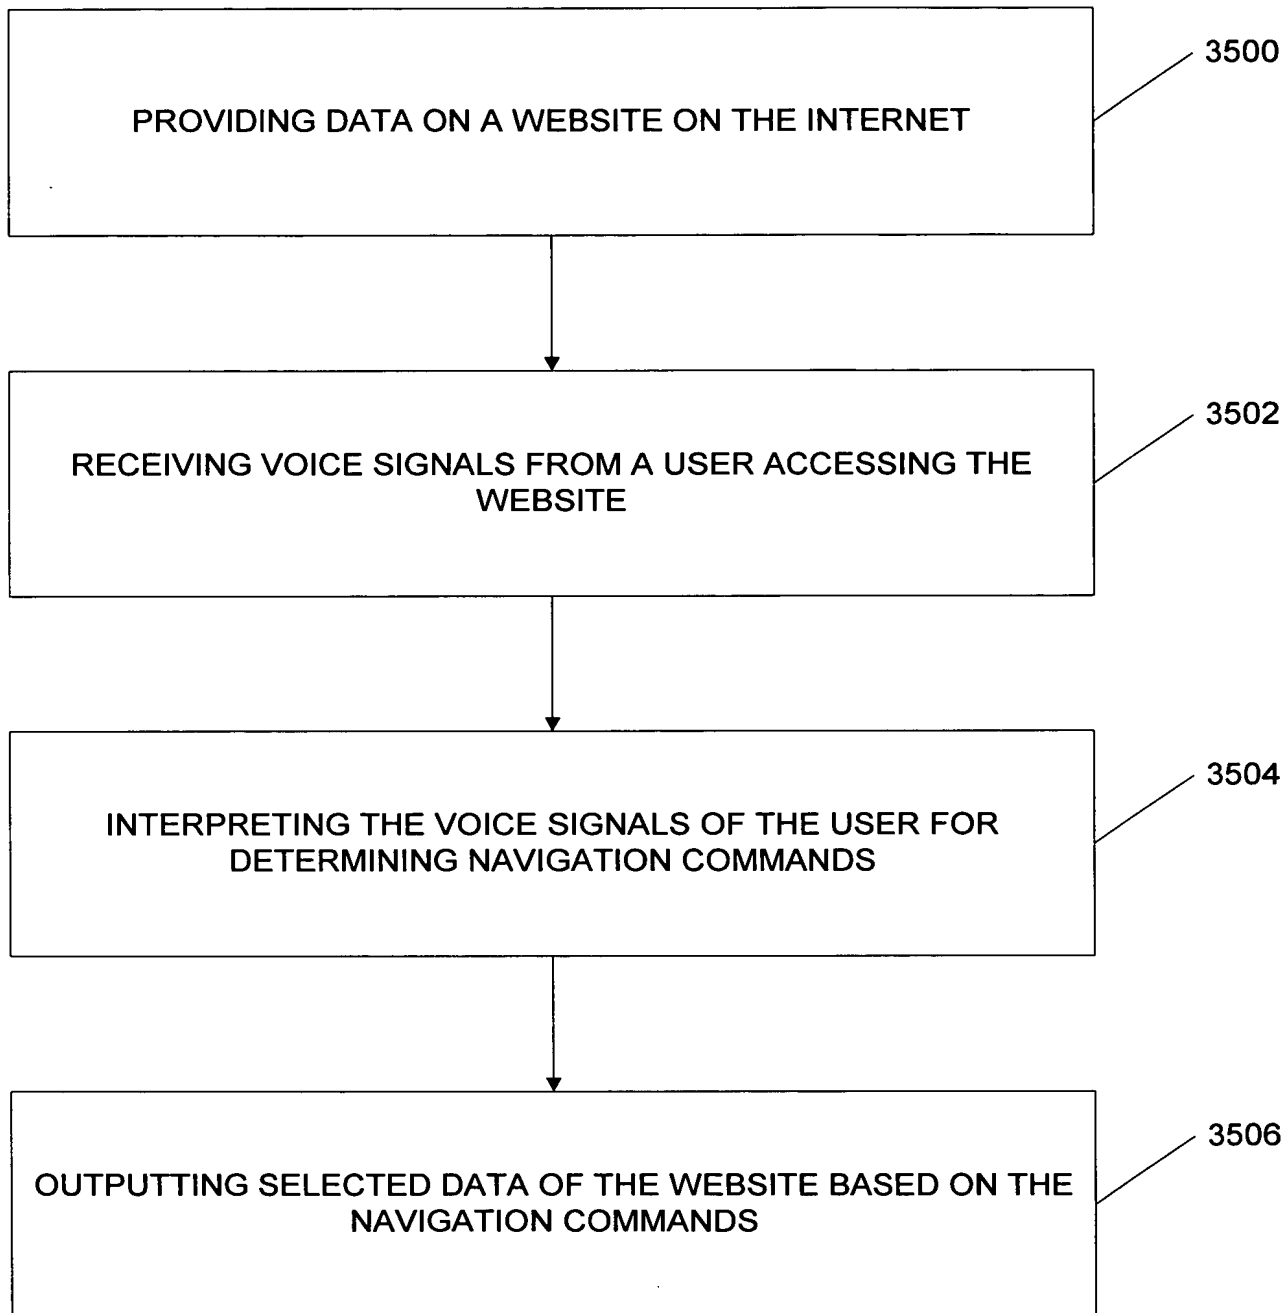 3500
PROVIDING DATA ON A WEBSITE ON THE INTERNET
3502
RECEIVING VOICE SIGNALS FROM A USER ACCESSING THE
WEBSITE
3504
INTERPRETING THE VOICE SIGNALS OF THE USER FOR
DETERMINING NAVIGATION COMMANDS
3506
OUTPUTTING SELECTED DATA OF THE WEBSITE BASED ON THE
NAVIGATION COMMANDS